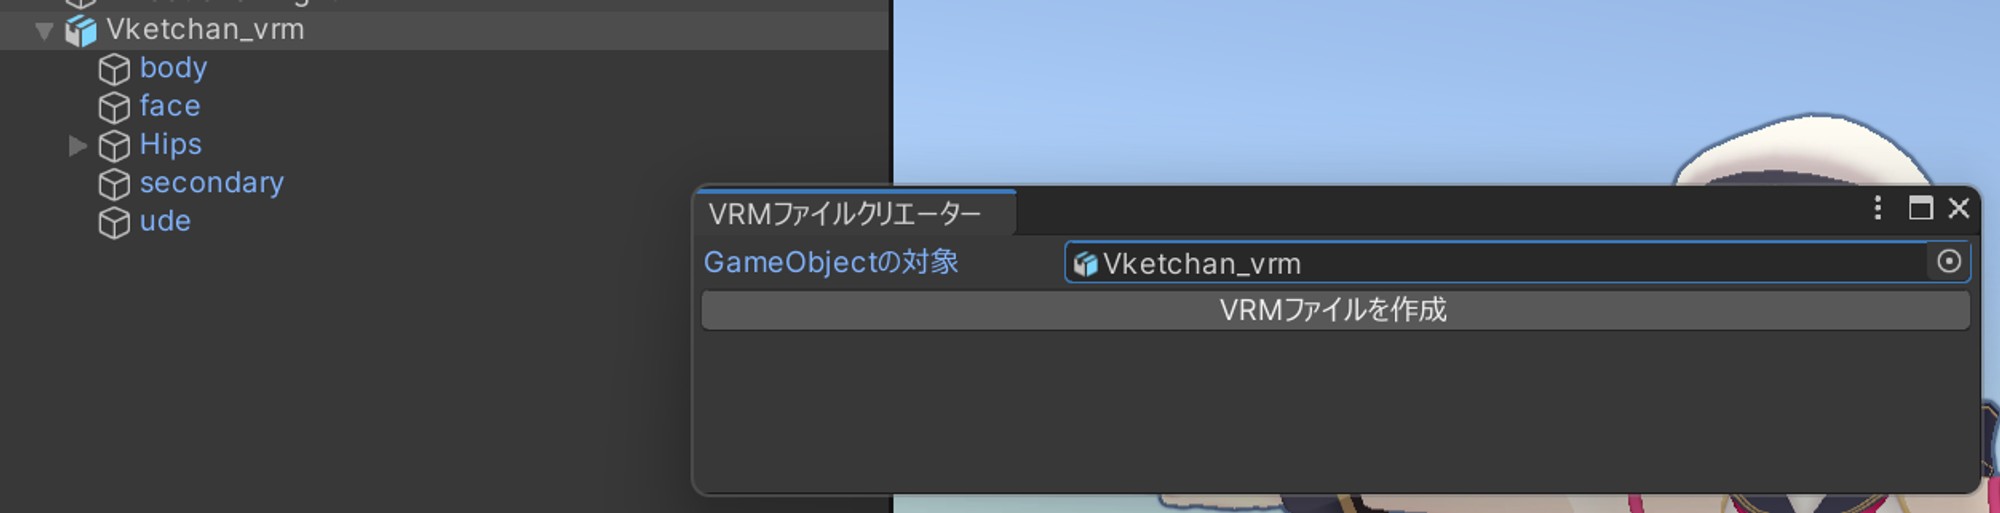 Vketchan_vrm
body
face
Hips
secondary
ude
VRMファイルクリエーター
GameObjectの対象
Vketchan_vrm
VRMファイルを作成